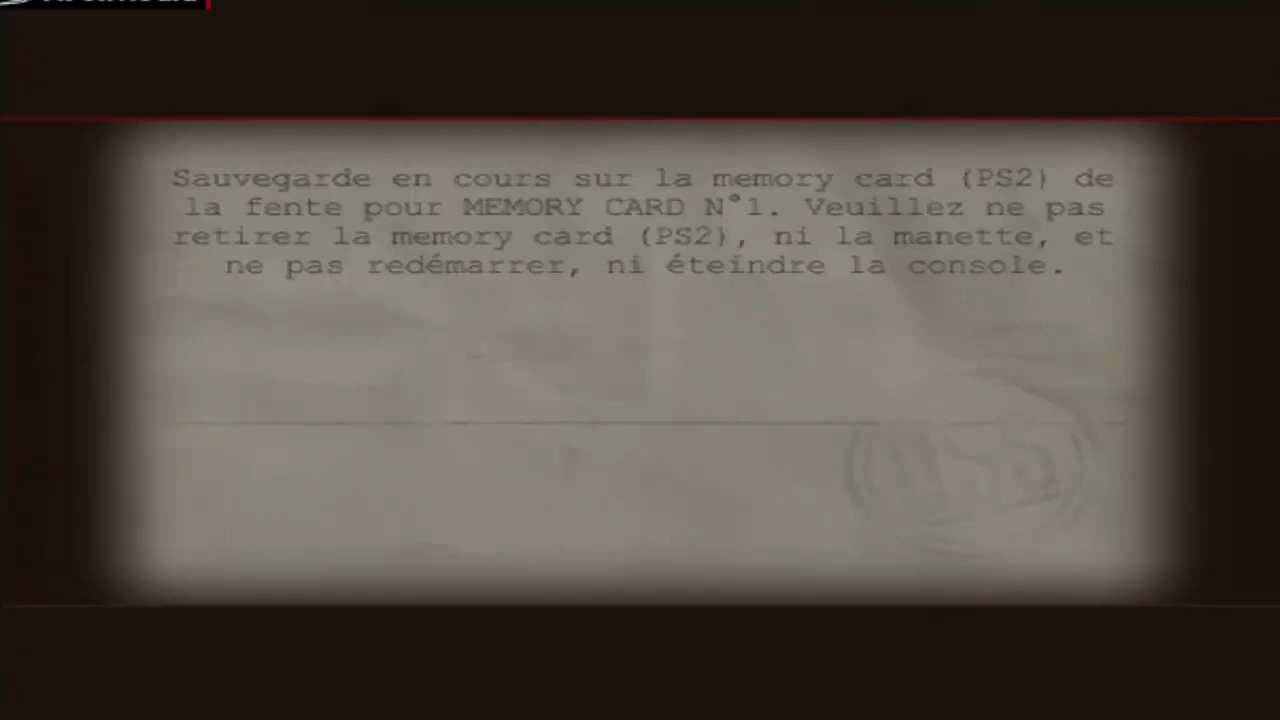 Sauvegarde en cours sur la memory card (PS2) de
la fente pour MEMORY CARD N°1. Veuillez ne pas
retirer la memory card (PS2), ni la manette, et
ne pas redémarrer, ni éteindre la console.